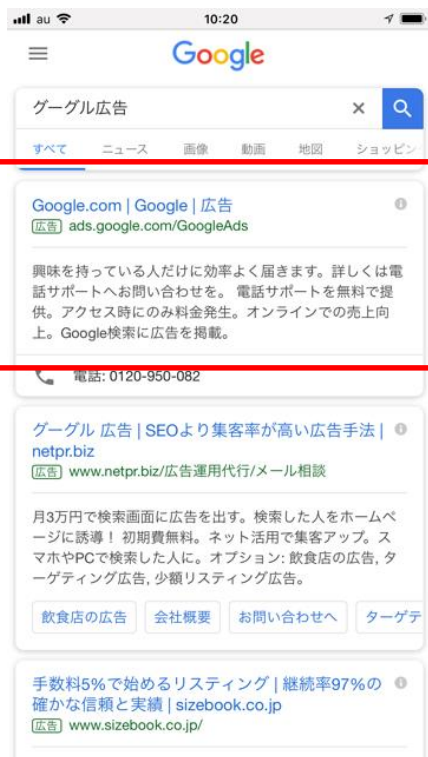 au 10:20
Google
グーグル広告
すべて ニュース 画像 動画 地図 ショッピン
Google.com | Google | 広告
広告 ads.google.com/GoogleAds
興味を持っている人だけに効率よく届きます。詳しくは電
話サポートへお問い合わせを。 電話サポートを無料で提
供。アクセス時にのみ料金発生。オンラインでの売上向
上。Google検索に広告を掲載。
電話: 0120-950-082
グーグル 広告 | SEOより集客率が高い広告手法 |
netpr.biz
広告 www.netpr.biz/広告運用代行/メール相談
月3万円で検索画面に広告を出す。検索した人をホームペ
ージに誘導！ 初期費無料。ネット活用で集客アップ。ス
マホやPCで検索した人に。オプション: 飲食店の広告, タ
ーゲティング広告, 少額リスティング広告。
飲食店の広告 会社概要 お問い合わせへ ターゲテ
手数料5%で始めるリスティング | 継続率97%の
確かな信頼と実績 | sizebook.co.jp
広告 www.sizebook.co.jp/